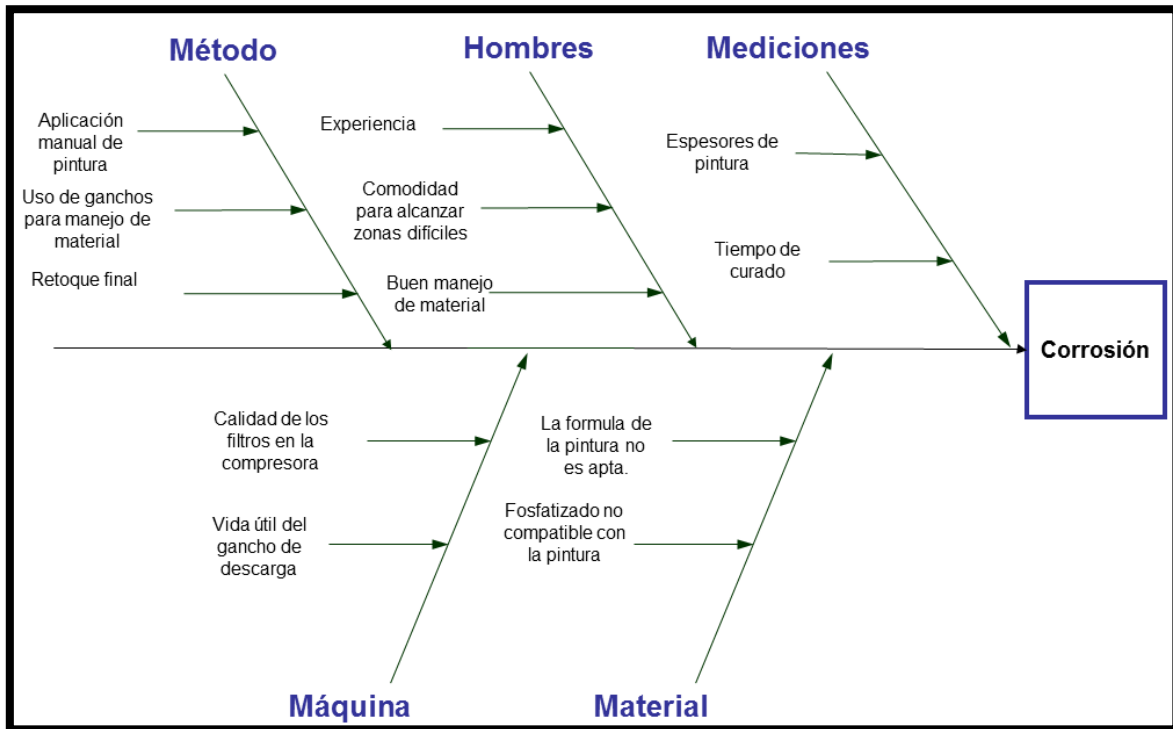 Método
Hombres
Mediciones
Aplicación
manual de
pintura
Uso de ganchos
para manejo de
material
Retoque final
Experiencia
Comodidad
para alcanzar
zonas difíciles
Buen manejo
de material
Espesores de
pintura
Tiempo de
curado
Corrosión
Calidad de los
filtros en la
compresora
Vida útil del
gancho de
descarga
La formula de
la pintura no
es apta.
Fosfatizado no
compatible con
la pintura
Máquina
Material